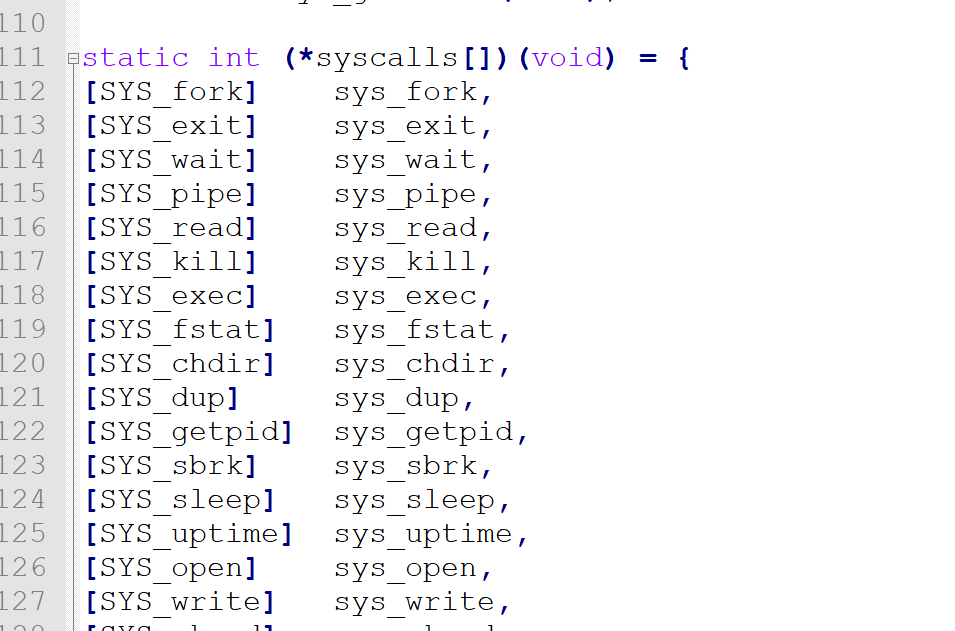 110
111 static int (*syscalls[])(void) = {
112 [SYS_fork] sys_fork,
113 [SYS_exit] sys_exit,
114 [SYS_wait] sys_wait,
115 [SYS_pipe] sys_pipe,
116 [SYS_read] sys_read,
117 [SYS_kill] sys_kill,
118 [SYS_exec] sys_exec,
119 [SYS_fstat] sys_fstat,
120 [SYS_chdir] sys_chdir,
121 [SYS_dup] sys_dup,
122 [SYS_getpid] sys_getpid,
123 [SYS_sbrk] sys_sbrk,
124 [SYS_sleep] sys_sleep,
125 [SYS_uptime] sys_uptime,
126 [SYS_open] sys_open,
127 [SYS_write] sys_write,